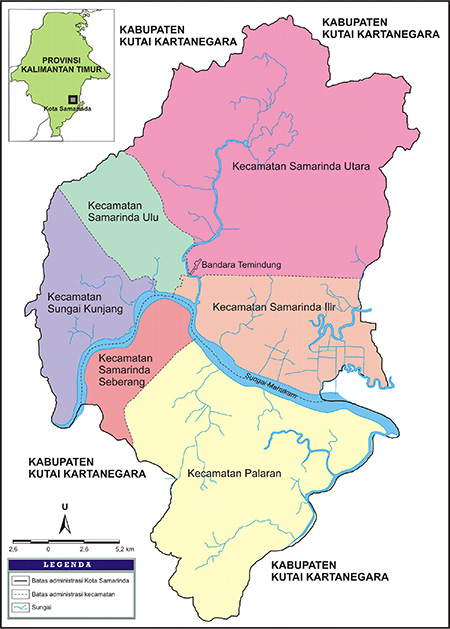 KABUPATEN
KUTAI KARTANEGARA
KABUPATEN
KUTAI KARTANEGARA
PROVINSI
KALIMANTAN TIMUR
Kota Samarinda
Kecamatan Samarinda Utara
Kecamatan
Samarinda Ulu
Bandara Temindung
Kecamatan
Sungai Kunjang
Kecamatan Samarinda Ilir
Kecamatan
Samarinda
Seberang
Sungai Mahakam
Kecamatan Palaran
KABUPATEN
KUTAI KARTANEGARA
U
2,6 0 2,6 5,2 km
KABUPATEN
KUTAI KARTANEGARA
LEGENDA
Batas administrasi Kota Samarinda
Batas administrasi kecamatan
Sungai